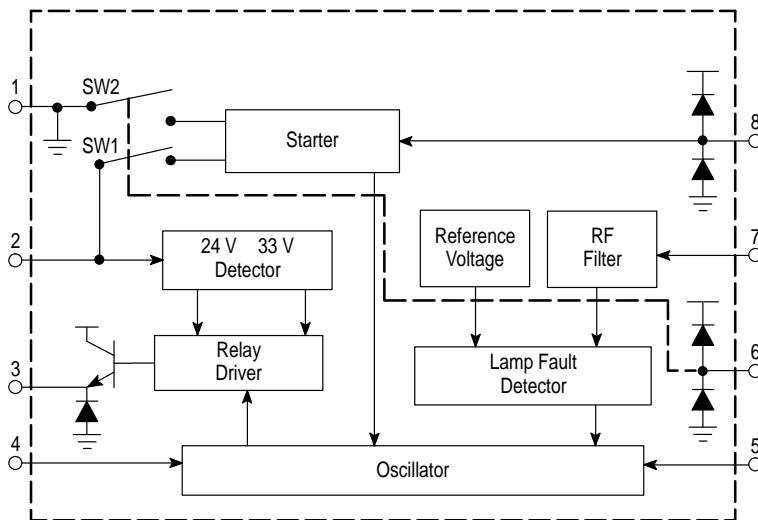 1
SW2
SW1
Starter
8
2
24 V 33 V
Detector
Reference
Voltage
RF
Filter
7
3
Relay
Driver
Lamp Fault
Detector
6
4
Oscillator
5